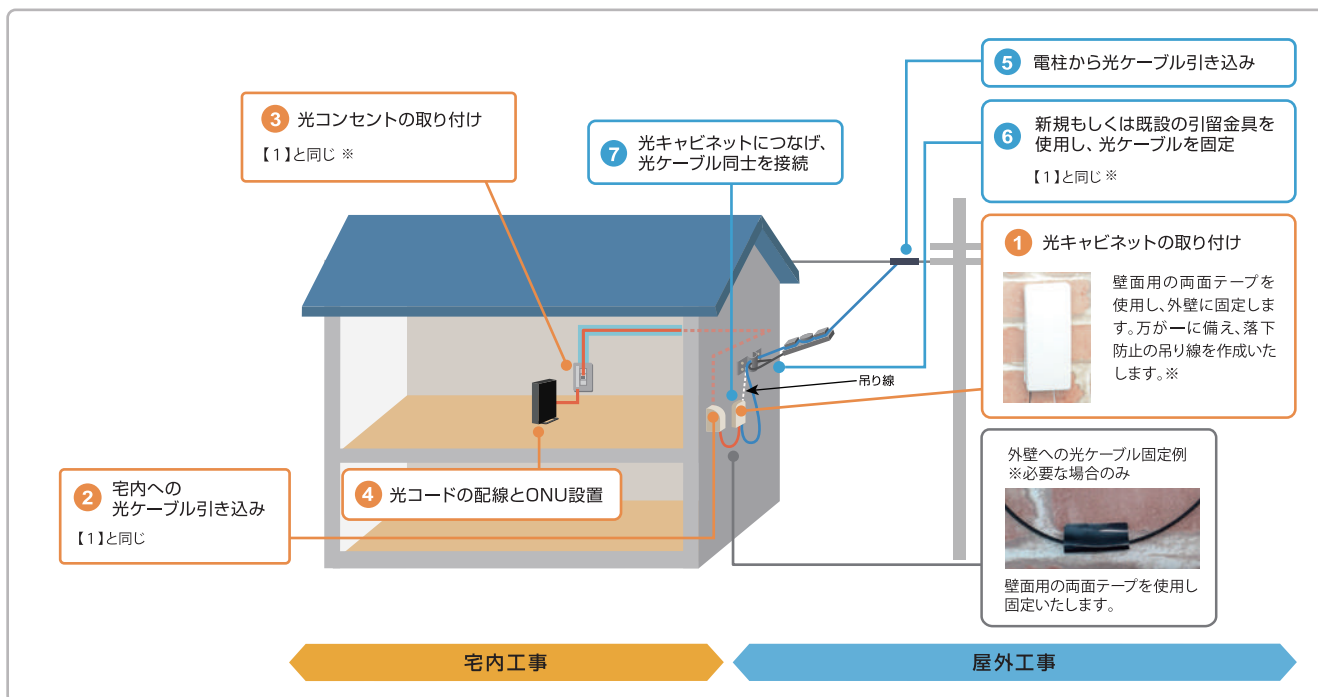 5 電柱から光ケーブル引き込み
3 光コンセントの取り付け
【1】と同じ ※
7 光キャビネットにつなげ、
光ケーブル同士を接続
6 新規もしくは既設の引留金具を
使用し、光ケーブルを固定
【1】と同じ ※
1 光キャビネットの取り付け
壁面用の両面テープを
使用し、外壁に固定しま
す。万が一に備え、落下
防止の吊り線を作成いた
します。※
吊り線
2 宅内への
光ケーブル引き込み
【1】と同じ
4 光コードの配線とONU設置
外壁への光ケーブル固定例
※必要な場合のみ
壁面用の両面テープを使用し
固定いたします。
宅内工事
屋外工事